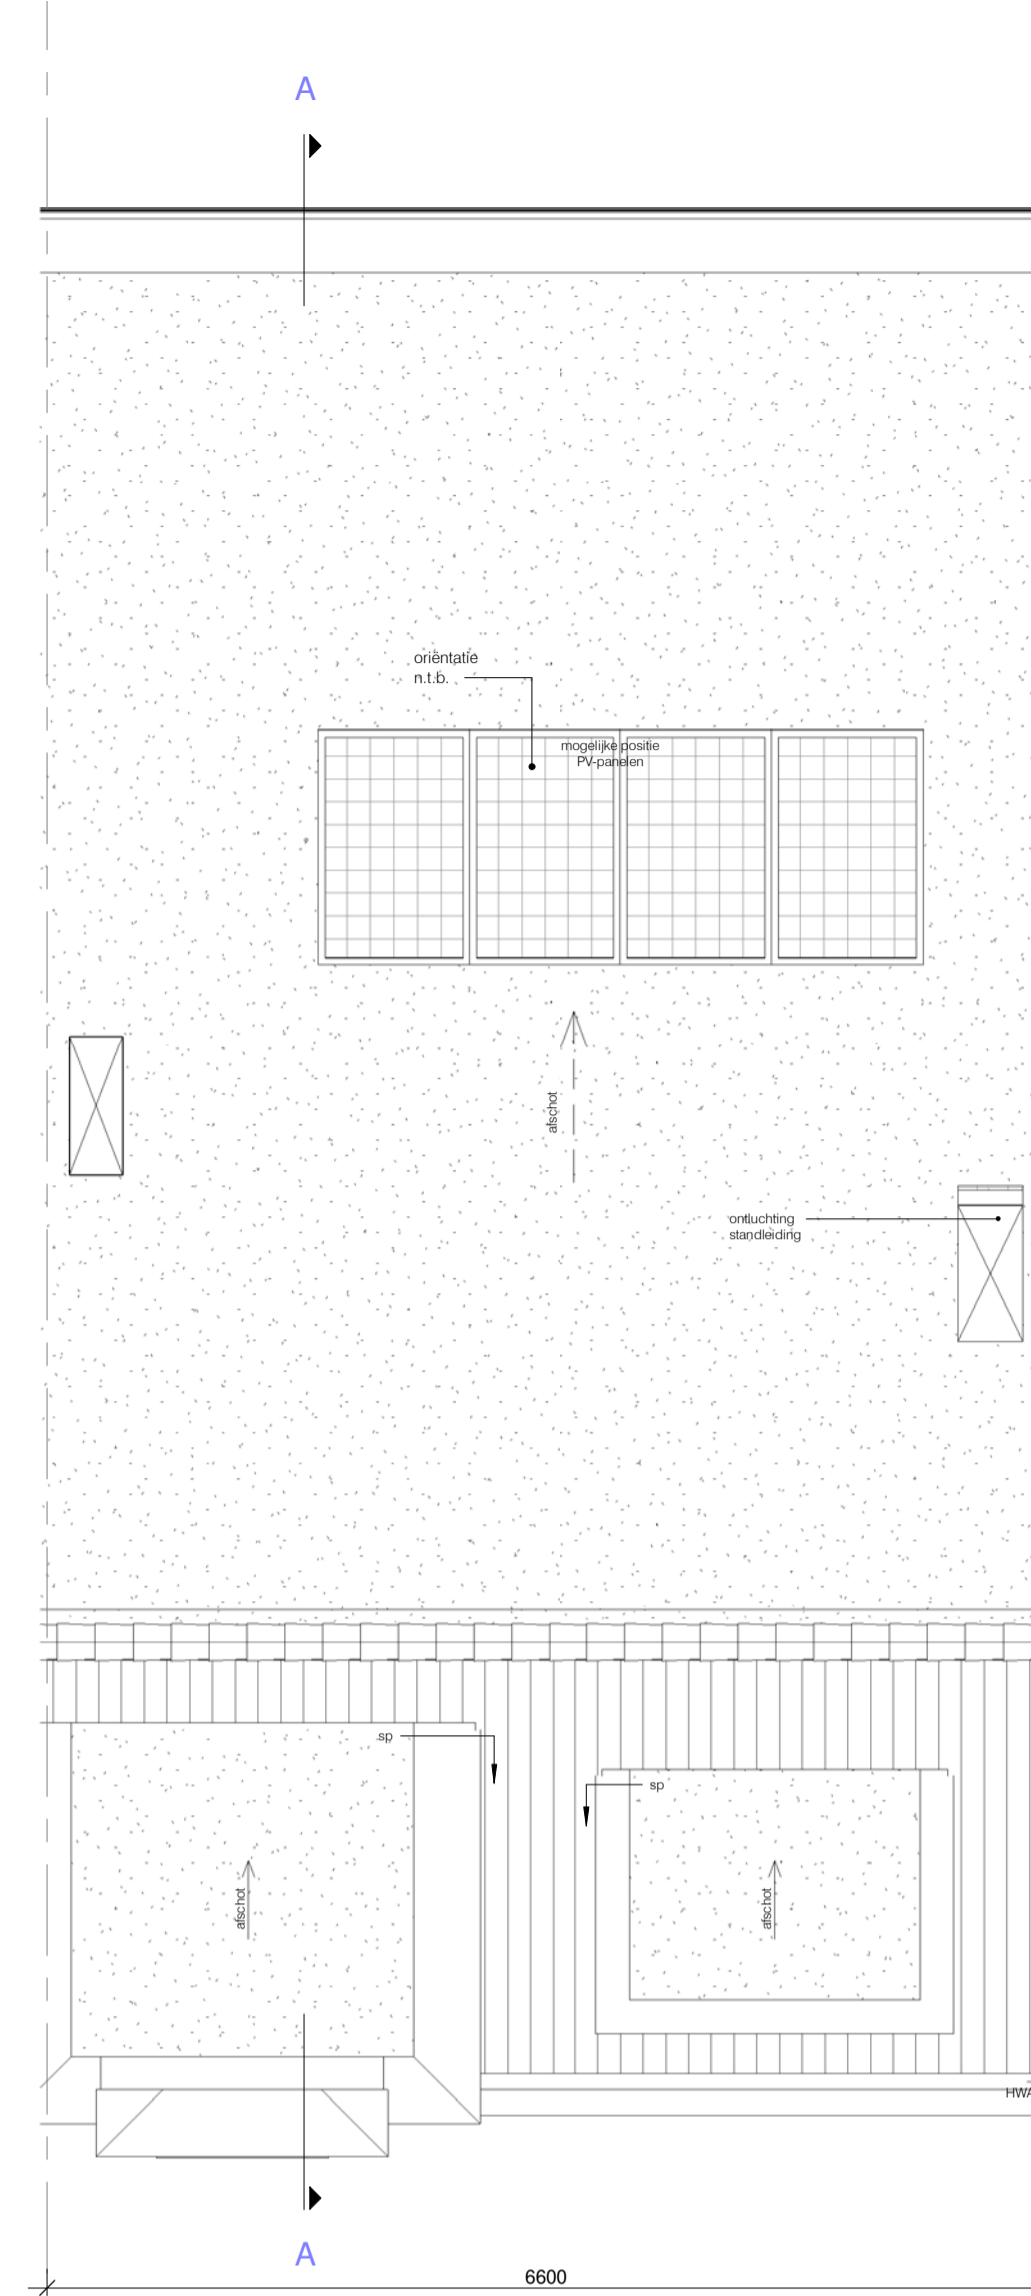 A
oriëntatie
n.t.b.
mogelijke positie
PV-panelen
afschot
ontluchting
standleiding
sp
sp
afschot
afschot
HWA
A
6600